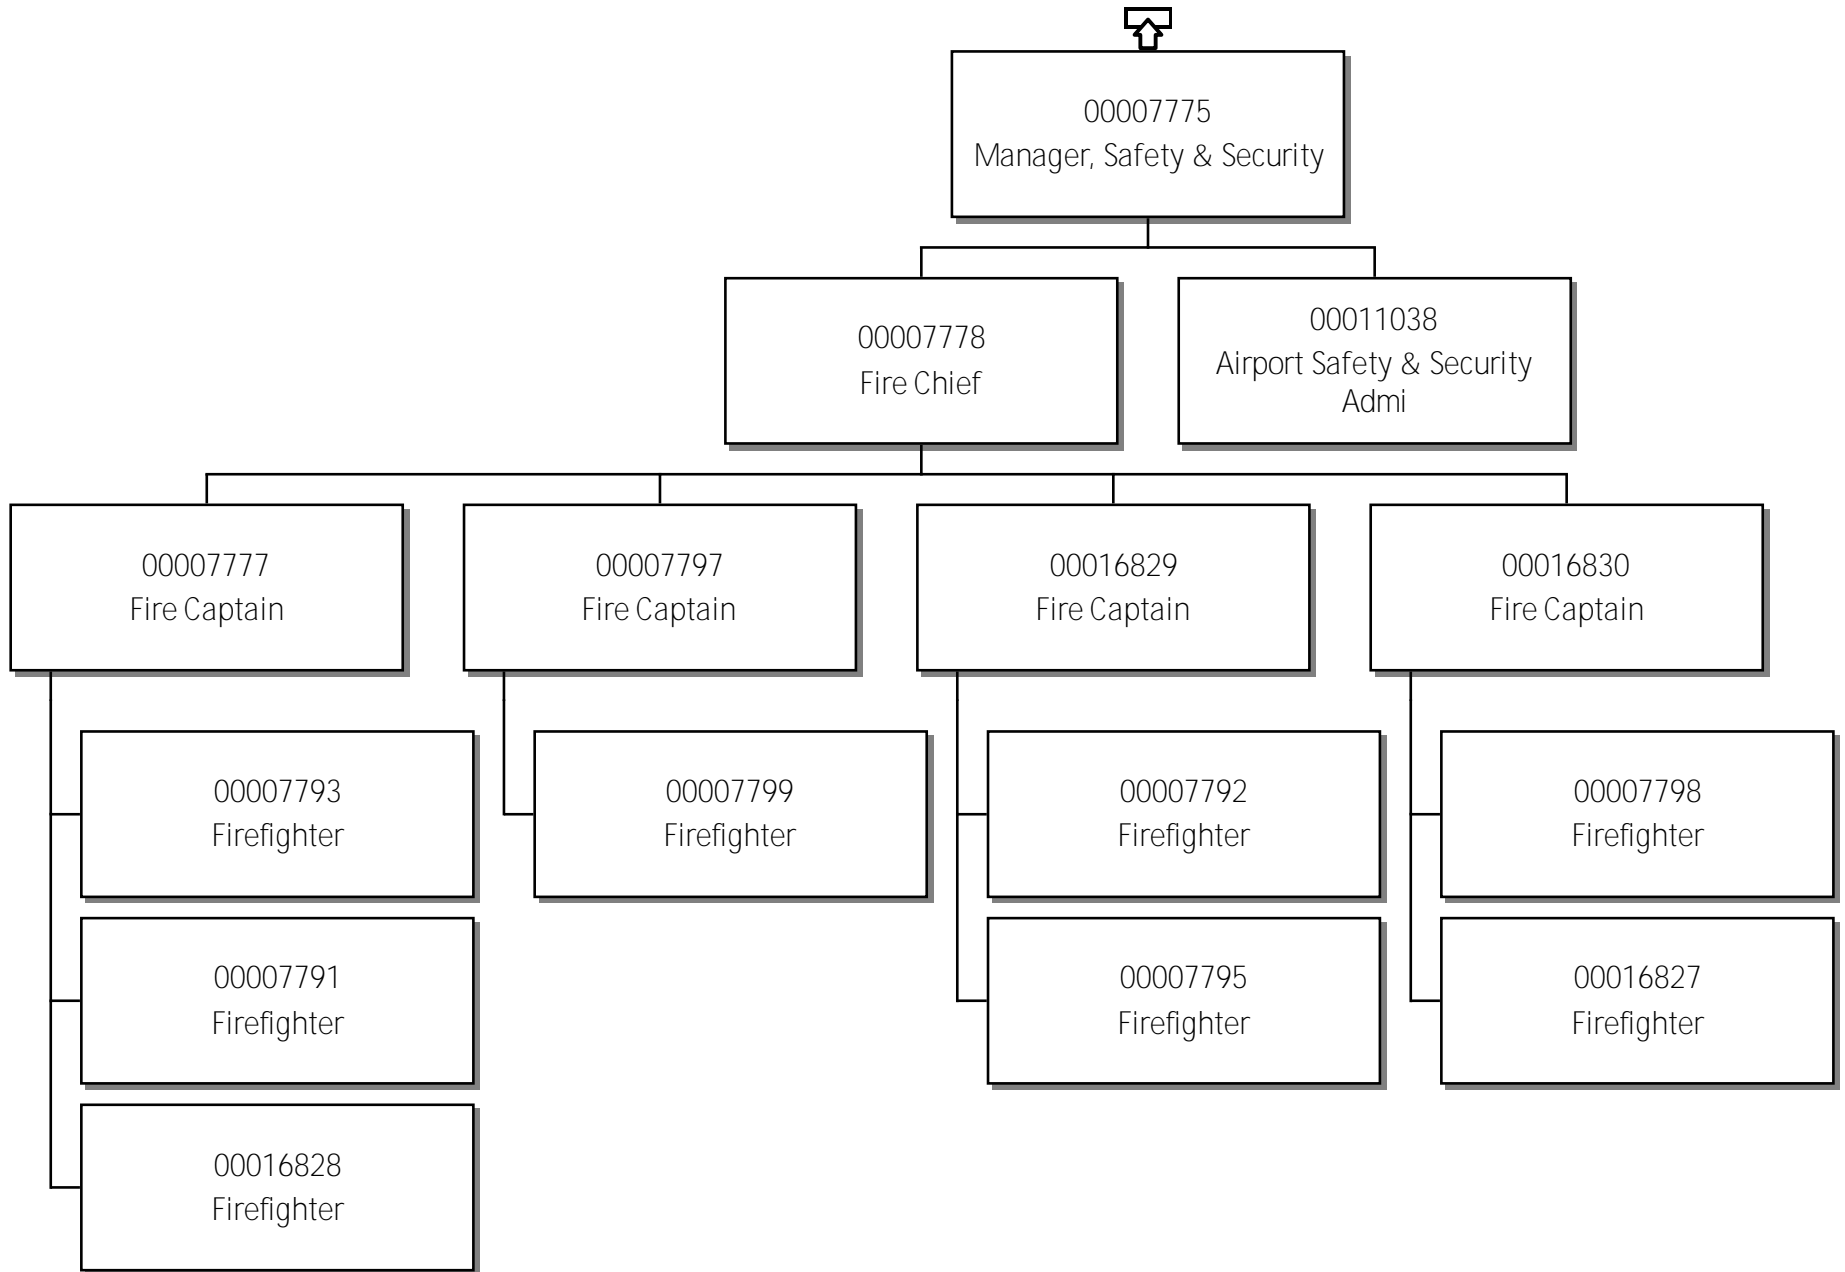 00007775
Manager, Safety & Security
00007778
Fire Chief
00011038
Airport Safety & Security
Admi
00007777
Fire Captain
00007797
Fire Captain
00016829
Fire Captain
00016830
Fire Captain
00007793
Firefighter
00007799
Firefighter
00007792
Firefighter
00007798
Firefighter
00007791
Firefighter
00007795
Firefighter
00016827
Firefighter
00016828
Firefighter